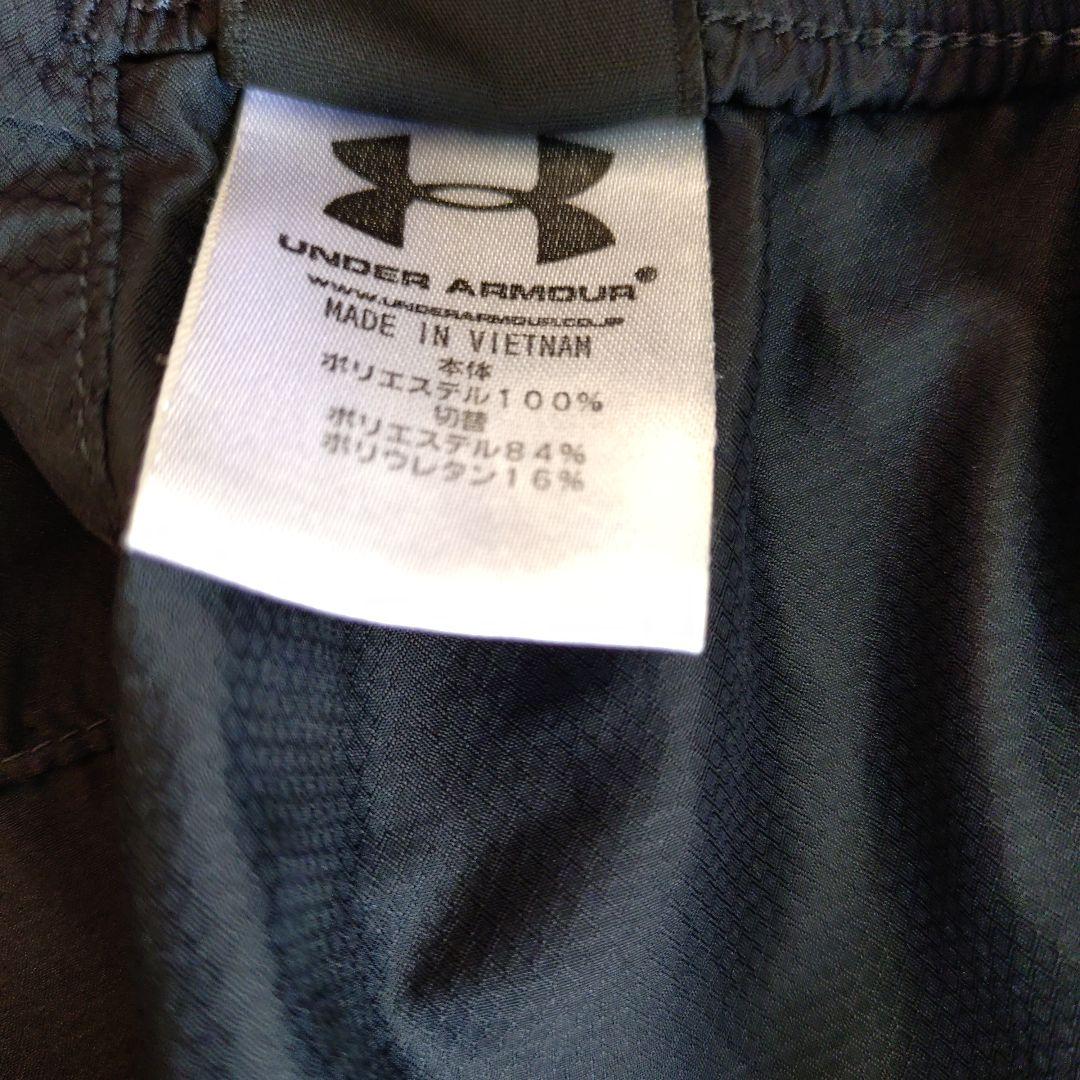 UNDER ARMOUR®
WWW.UNDERARMOUR.CO.JP
MADE IN VIETNAM
本体
ポリエステル100%
切替
ポリエステル84%
ポリウレタン16%